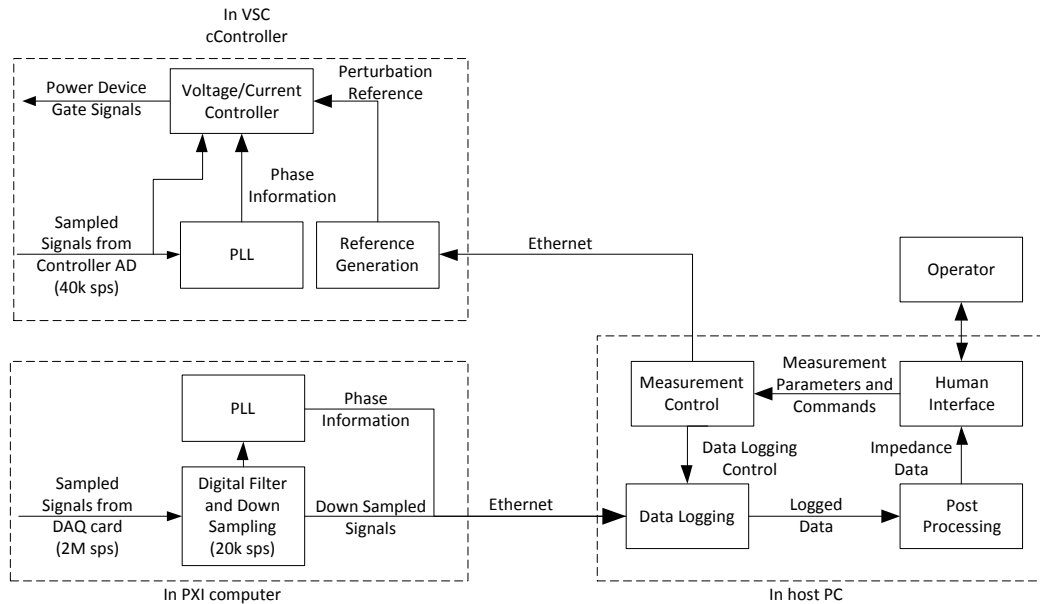 In VSC
cController
Power Device
Gate Signals
Voltage/Current
Controller
Perturbation
Reference
Phase
Information
Sampled
Signals from
Controller AD
(40k sps)
PLL
Reference
Generation
Ethernet
Operator
Measurement
Control
Measurement
Parameters and
Commands
Human
Interface
PLL
Phase
Information
Data Logging
Control
Impedance
Data
Sampled
Signals from
DAQ card
(2M sps)
Digital Filter
and Down
Sampling
(20k sps)
Down Sampled
Signals
Ethernet
Data Logging
Logged
Data
Post
Processing
In PXI computer
In host PC